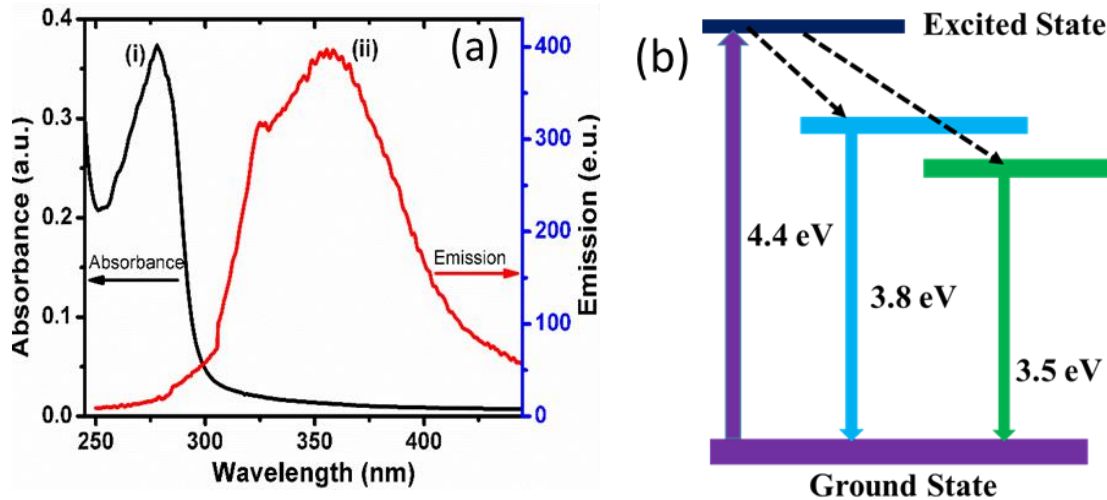 (a)
(i)
(ii)
0.4
0.3
0.2
0.1
0.0
Absorbance (a.u.)
400
300
200
100
0
Emission (e.u.)
Absorbance
Emission
250
300
350
400
Wavelength (nm)
(b)
Excited State
4.4 eV
3.8 eV
3.5 eV
Ground State